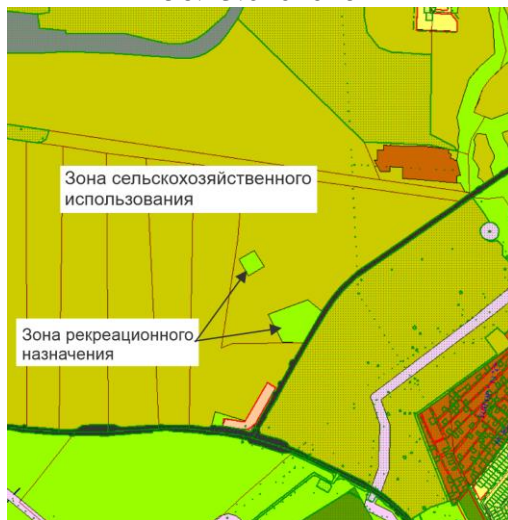 Зона сельскохозяйственного
использования
Зона рекреационного
назначения